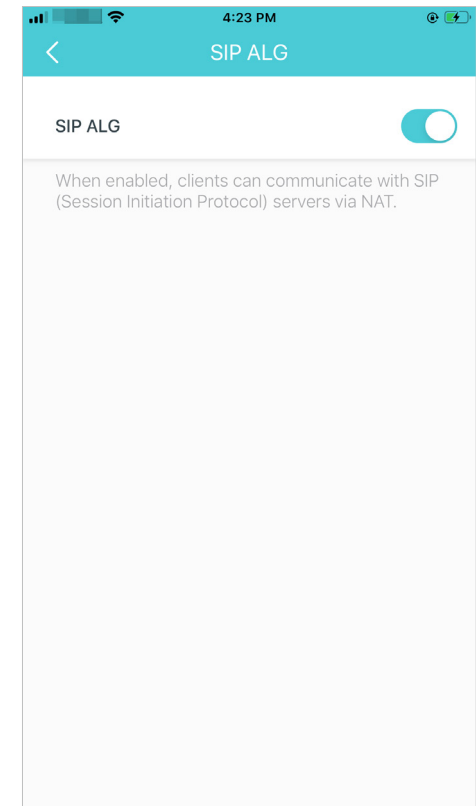 4:23 PM
SIP ALG
SIP ALG
When enabled, clients can communicate with SIP
(Session Initiation Protocol) servers via NAT.